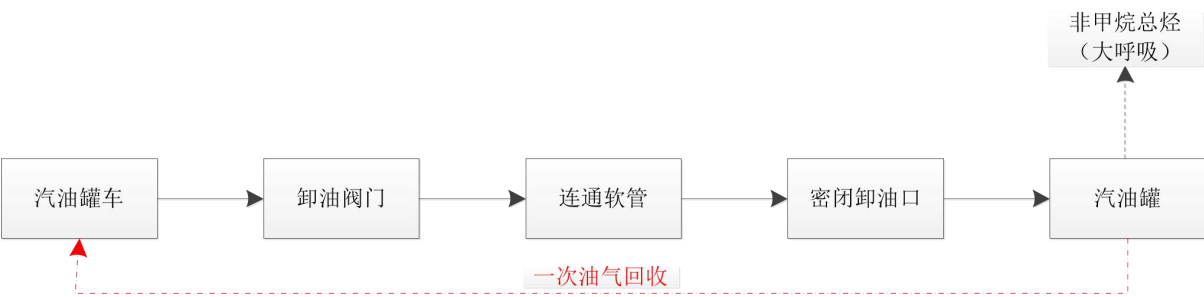 非甲烷总烃
（大呼吸）
汽油罐车
卸油阀门
连通软管
密闭卸油口
汽油罐
一次油气回收